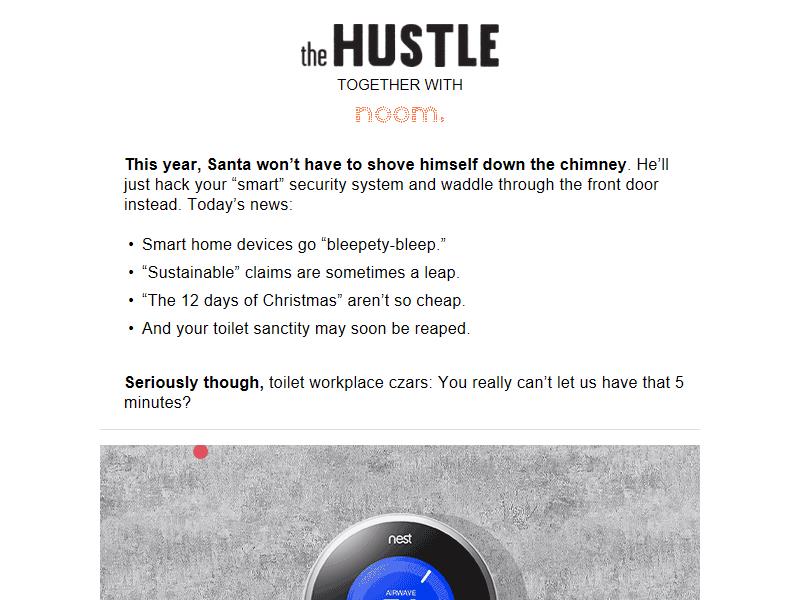 the HUSTLE
TOGETHER WITH
noom.
This year, Santa won’t have to shove himself down the chimney. He’ll
just hack your “smart” security system and waddle through the front door
instead. Today’s news:
• Smart home devices go “bleepety-bleep.”
• “Sustainable” claims are sometimes a leap.
• “The 12 days of Christmas” aren’t so cheap.
• And your toilet sanctity may soon be reaped.
Seriously though, toilet workplace czars: You really can’t let us have that 5
minutes?
nest
AIRWAVE